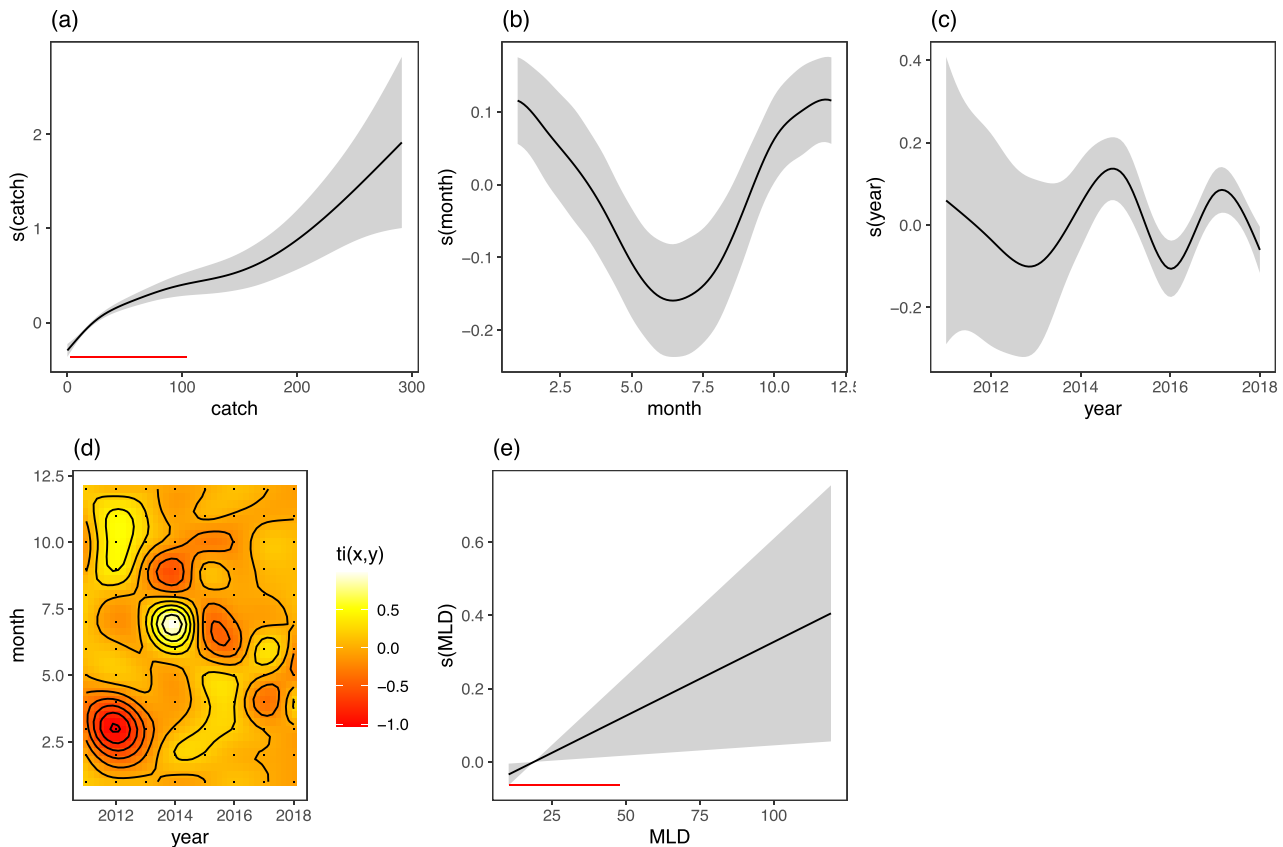 (a)
s(catch)
2
1
0
0
100
200
300
catch
(b)
s(month)
0.1
0.0
−0.1
−0.2
2.5
5.0
7.5
10.0
12.5
month
(c)
s(year)
0.4
0.2
0.0
−0.2
2012
2014
2016
2018
year
(d)
month
12.5
10.0
7.5
5.0
2.5
2012
2014
2016
2018
year
ti(x,y)
0.5
0.0
−0.5
−1.0
(e)
s(MLD)
0.6
0.4
0.2
0.0
25
50
75
100
MLD